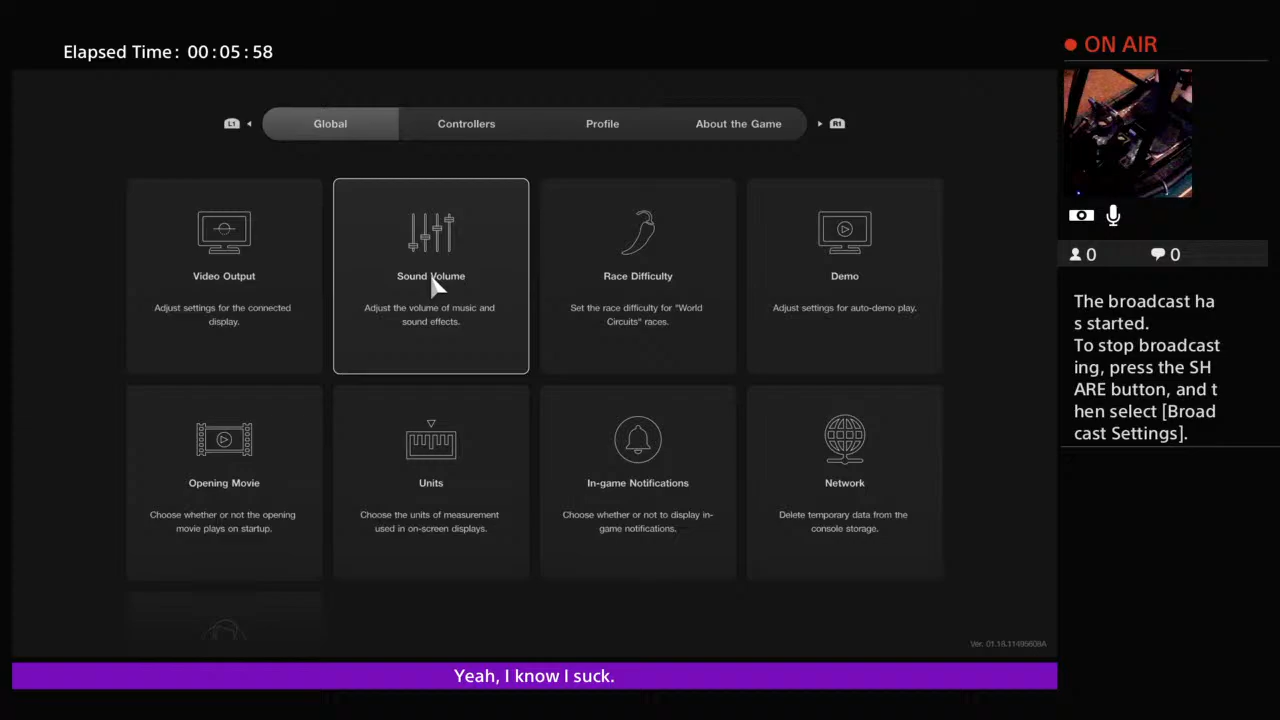 Elapsed Time: 00:05:58
ON AIR
L1
Global
Controllers
Profile
About the Game
R1
Video Output
Adjust settings for the connected
display.
Sound Volume
Adjust the volume of music and
sound effects.
Race Difficulty
Set the race difficulty for "World
Circuits" races.
Demo
Adjust settings for auto-demo play.
0
0
The broadcast ha
s started.
To stop broadcast
ing, press the SH
ARE button, and t
hen select [Broad
cast Settings].
Opening Movie
Choose whether or not the opening
movie plays on startup.
Units
Choose the units of measurement
used in on-screen displays.
In-game Notifications
Choose whether or not to display in-
game notifications.
Network
Delete temporary data from the
console storage.
Ver. 01.18.11495608A
Yeah, I know I suck.